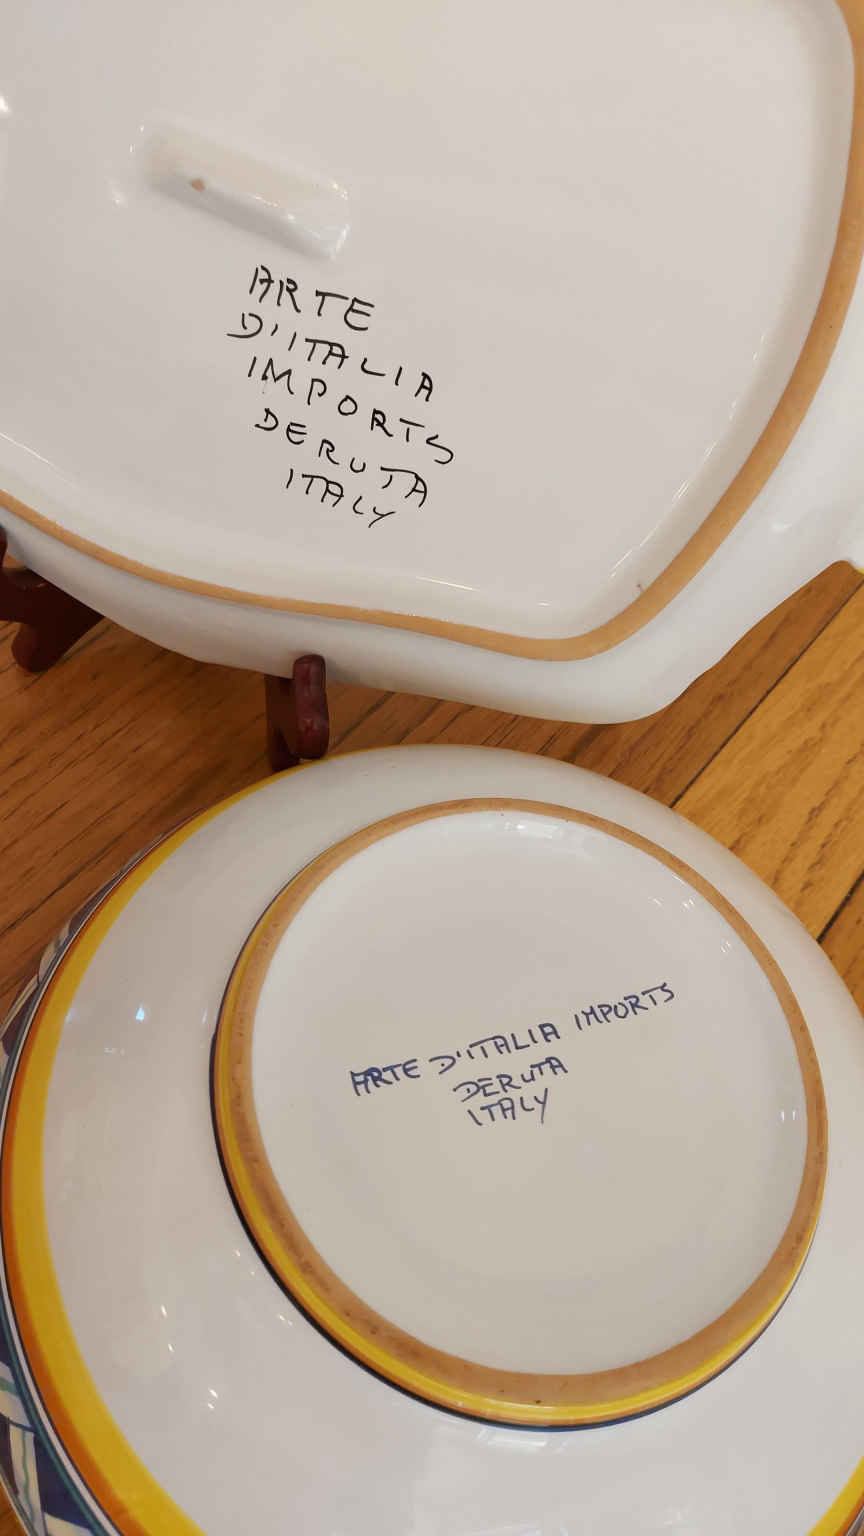 ARTE
D'ITALIA
IMPORTS
DERUTA
ITALY
ARTE D'ITALIA IMPORTS
DERUTA
ITALY